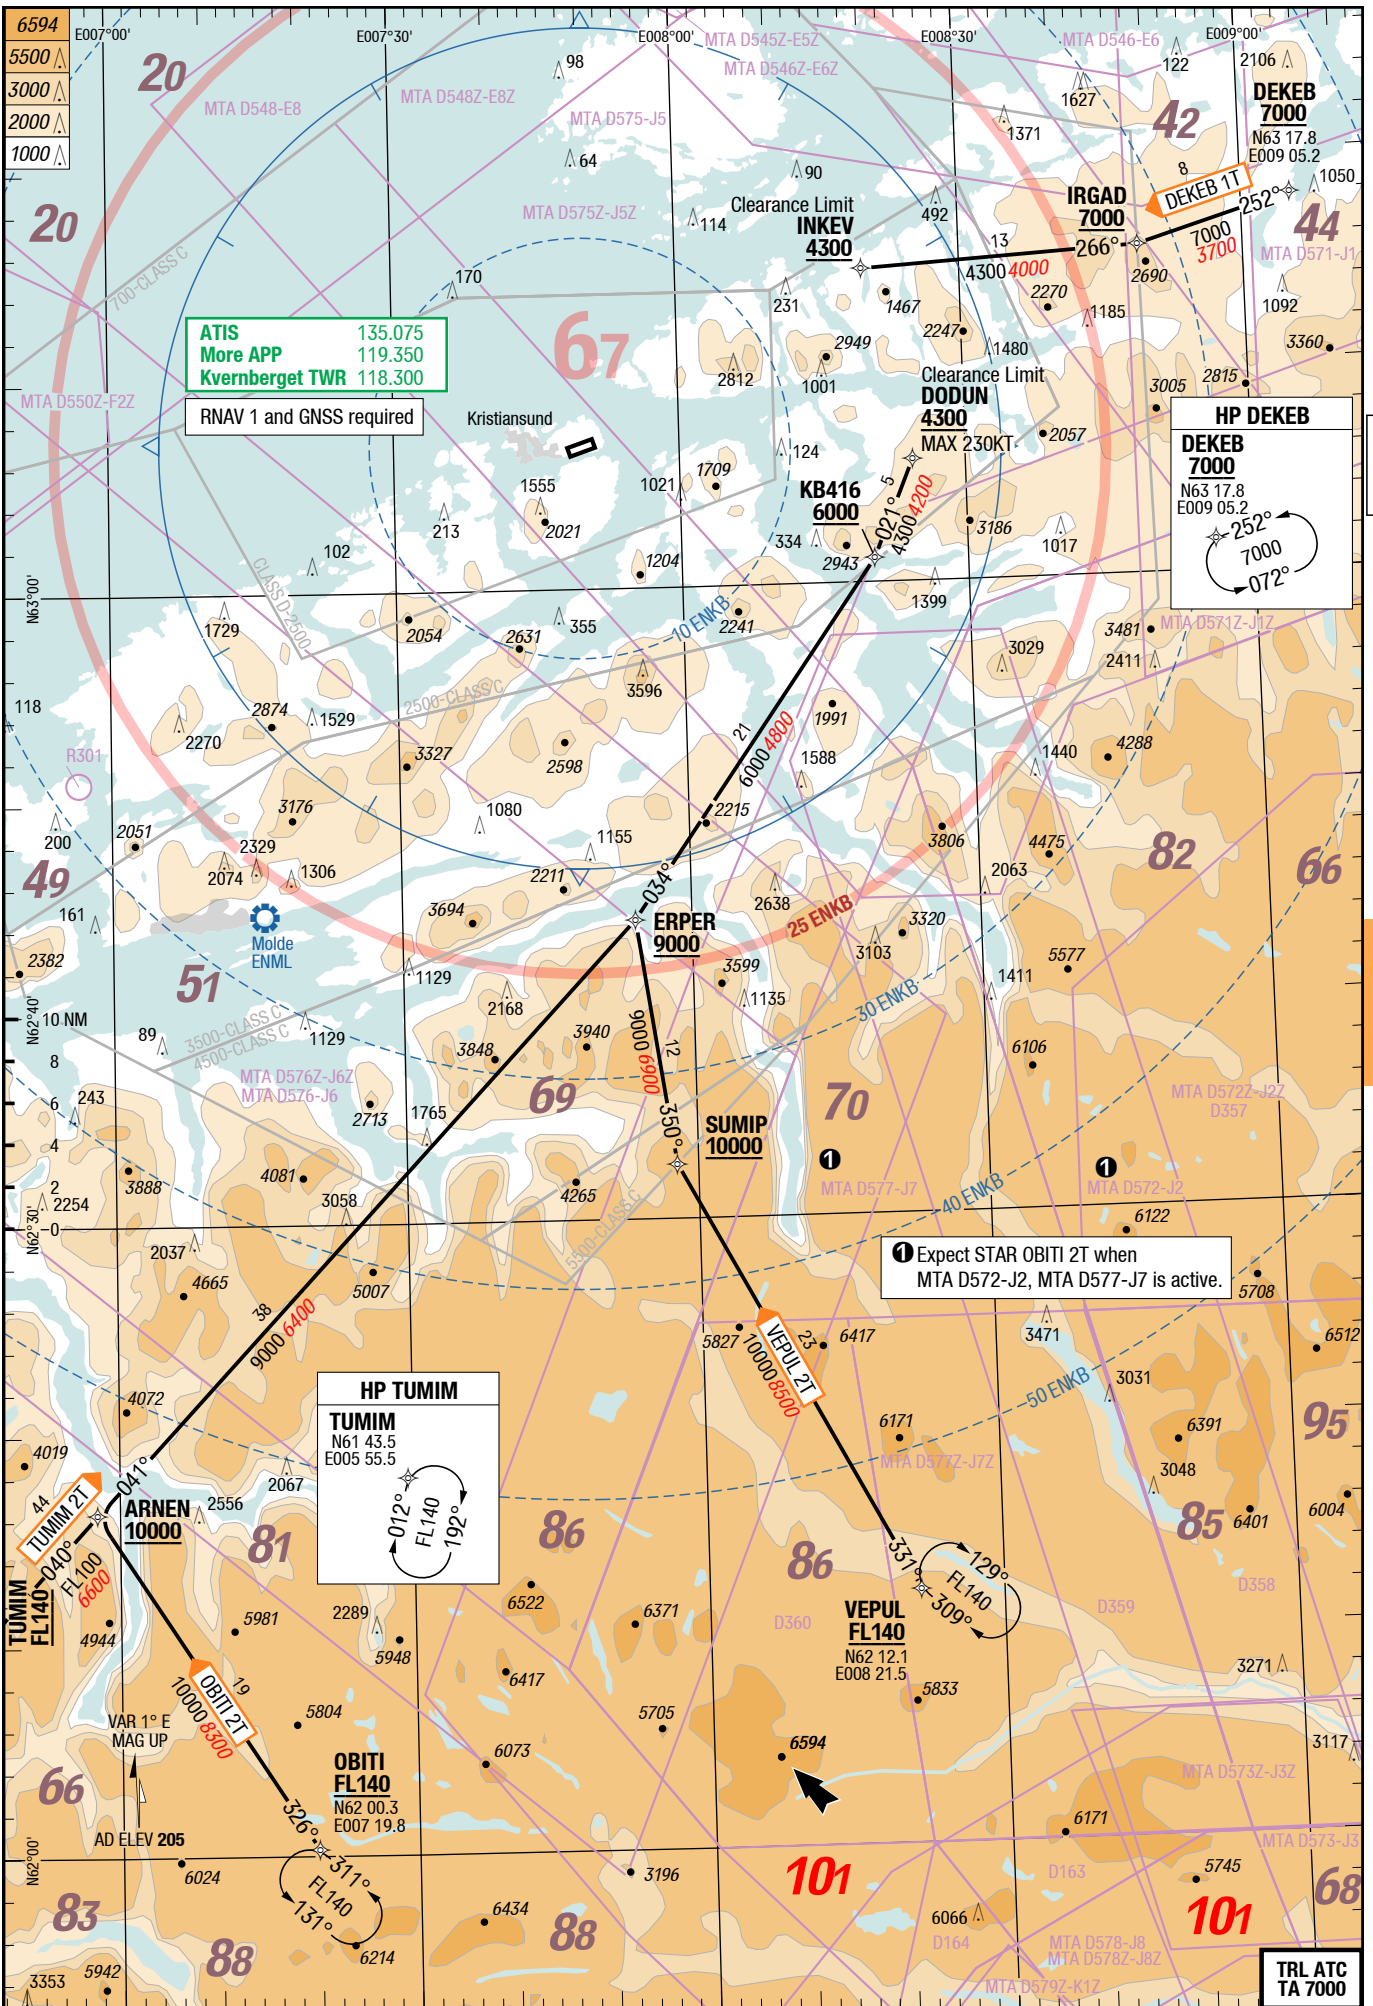 6594
5500
3000
2000
1000
E007°00'
E007°30'
E008°00'
E008°30'
E009°00'
20
MTA D548-E8
MTA D548Z-E8Z
98
MTA D575-J5
64
MTA D545Z-E5Z
MTA D546Z-E6Z
MTA D546-E6
122
2106
1627
1371
42
DEKEB
7000
N63 17.8
E009 05.2
8
DEKEB 1T
252°
7000
3700
1050
44
MTA D571-J1
1092
20
MTA D575Z-J5Z
90
114
492
Clearance Limit
INKEV
4300
IRGAD
7000
13
266°
4300 4000
2690
2270
1185
700-CLASS C
170
231
1467
2247
1480
2949
2812
1001
67
3360
2815
3005
ATIS 135.075
More APP 119.350
Kvernberget TWR 118.300
RNAV 1 and GNSS required
MTA D550Z-F2Z
Kristiansund
Clearance Limit
DODUN
4300
MAX 230KT
2057
124
1709
1021
1555
2021
213
102
1204
KB416
6000
5
021°
4300 4200
334
2943
3186
1017
1399
HP DEKEB
DEKEB
7000
N63 17.8
E009 05.2
252°
7000
072°
N63°00'
CLASS D-2500
1729
2054
2631
355
10 ENKB
2241
3481
MTA D571Z-J1Z
2411
3029
118
2874
1529
2500-CLASS C
3596
2270
3327
2598
1991
21
6000 4800
1588
1440
4288
R301
3176
1080
2215
200
2051
2329
2074
1306
1155
2211
3806
4475
82
66
2063
49
161
034°
3694
ERPER
9000
2638
25 ENKB
3320
3103
Molde
ENML
2382
51
1129
3599
5577
1411
1135
2168
30 ENKB
N62°40'
10 NM
8
6
4
2
0
3500-CLASS C
4500-CLASS C
1129
89
3940
3848
9000 6900
12
6106
MTA D576Z-J6Z
MTA D576-J6
243
2713
1765
69
70
MTA D572Z-J2Z
D357
350°
SUMIP
10000
4081
3888
3058
4265
MTA D577-J7
1
1
MTA D572-J2
40 ENKB
2254
N62°30'
2037
4665
5007
5500-CLASS C
6122
1 Expect STAR OBITI 2T when
MTA D572-J2, MTA D577-J7 is active.
5708
38
9000 6400
5827
VEPUL 2T
23
10000 8500
6417
3471
6512
3031
50 ENKB
4072
HP TUMIM
TUMIM
N61 43.5
E005 55.5
012°
FL140
192°
6171
MTA D577Z-J7Z
6391
95
4019
041°
2067
3048
44
TUMIM 2T
ARNEN
10000
2556
81
86
86
85
6401
6004
040°
FL100
6600
TUMIM
FL140
4944
5981
2289
5948
6522
6371
331°
129°
FL140
309°
VEPUL
FL140
N62 12.1
E008 21.5
D360
D359
D358
6417
5833
3271
OBITI 2T
19
10000 8300
5804
5705
VAR 1° E
MAG UP
6594
3117
6073
OBITI
FL140
N62 00.3
E007 19.8
66
MTA D573Z-J3Z
6171
326°
AD ELEV 205
N62°00'
6024
311°
FL140
131°
3196
101
MTA D573-J3
D163
5745
68
101
83
88
6434
88
6214
6066
D164
MTA D578-J8
MTA D578Z-J8Z
MTA D579Z-K1Z
3353
5942
TRL ATC
TA 7000